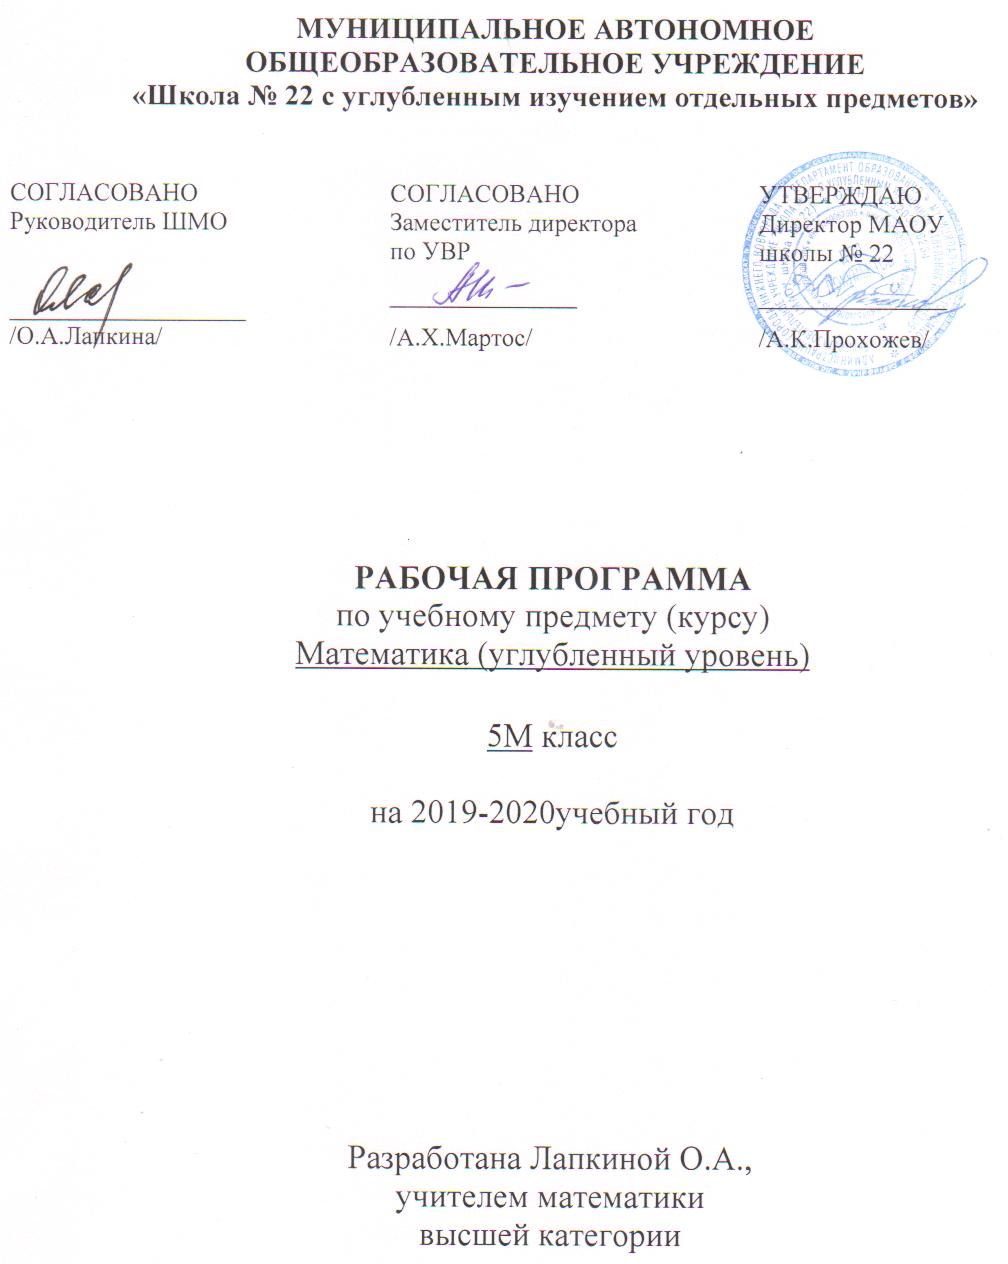 МУНИЦИПАЛЬНОЕ АВТОНОМНОЕ
ОБЩЕОБРАЗОВАТЕЛЬНОЕ УЧРЕЖДЕНИЕ
«Школа № 22 с углубленным изучением отдельных предметов»
СОГЛАСОВАНО
Руководитель ШМО
/О.А.Лапкина/
СОГЛАСОВАНО
Заместитель директора
по УВР
/А.Х.Мартос/
УТВЕРЖДАЮ
Директор МАОУ
школы № 22
/А.К.Прохожев/
РАБОЧАЯ ПРОГРАММА
по учебному предмету (курсу)
Математика (углубленный уровень)
5М класс
на 2019-2020учебный год
Разработана Лапкиной О.А.,
учителем математики
высшей категории